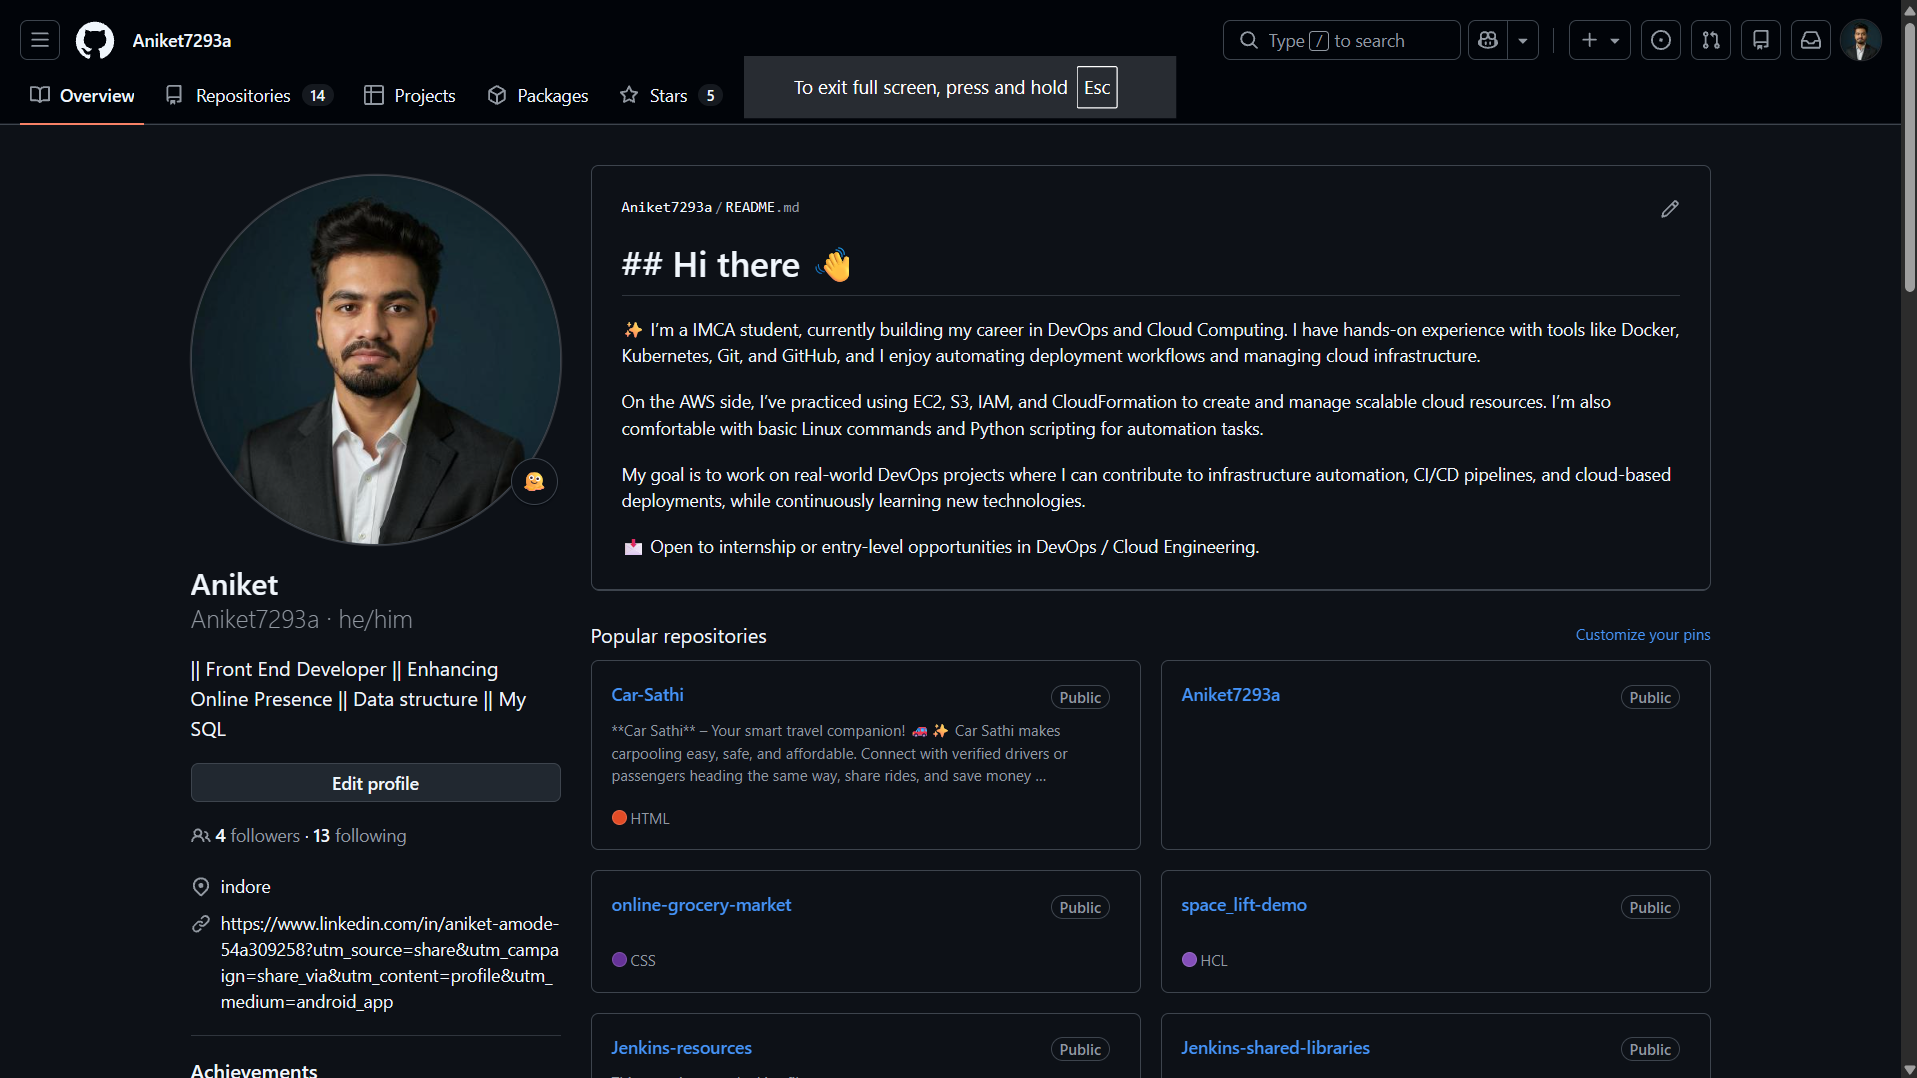 Aniket7293a
Type / to search
Overview
Repositories 14
Projects
Packages
Stars 5
To exit full screen, press and hold Esc
Aniket7293a/README.md
## Hi there 👋
✨ I’m a IMCA student, currently building my career in DevOps and Cloud Computing. I have hands-on experience with tools like Docker,
Kubernetes, Git, and GitHub, and I enjoy automating deployment workflows and managing cloud infrastructure.
On the AWS side, I’ve practiced using EC2, S3, IAM, and CloudFormation to create and manage scalable cloud resources. I’m also
comfortable with basic Linux commands and Python scripting for automation tasks.
My goal is to work on real-world DevOps projects where I can contribute to infrastructure automation, CI/CD pipelines, and cloud-based
deployments, while continuously learning new technologies.
📩 Open to internship or entry-level opportunities in DevOps / Cloud Engineering.
Aniket
Aniket7293a · he/him
|| Front End Developer || Enhancing
Online Presence || Data structure || My
SQL
Edit profile
4 followers · 13 following
indore
https://www.linkedin.com/in/aniket-amode-
54a309258?utm_source=share&utm_campa
ign=share_via&utm_content=profile&utm_
medium=android_app
Achievements
Popular repositories
Customize your pins
Car-Sathi
Public
**Car Sathi** – Your smart travel companion! 🚗✨ Car Sathi makes
carpooling easy, safe, and affordable. Connect with verified drivers or
passengers heading the same way, share rides, and save money ...
HTML
Aniket7293a
Public
online-grocery-market
Public
CSS
space_lift-demo
Public
HCL
Jenkins-resources
Public
Jenkins-shared-libraries
Public